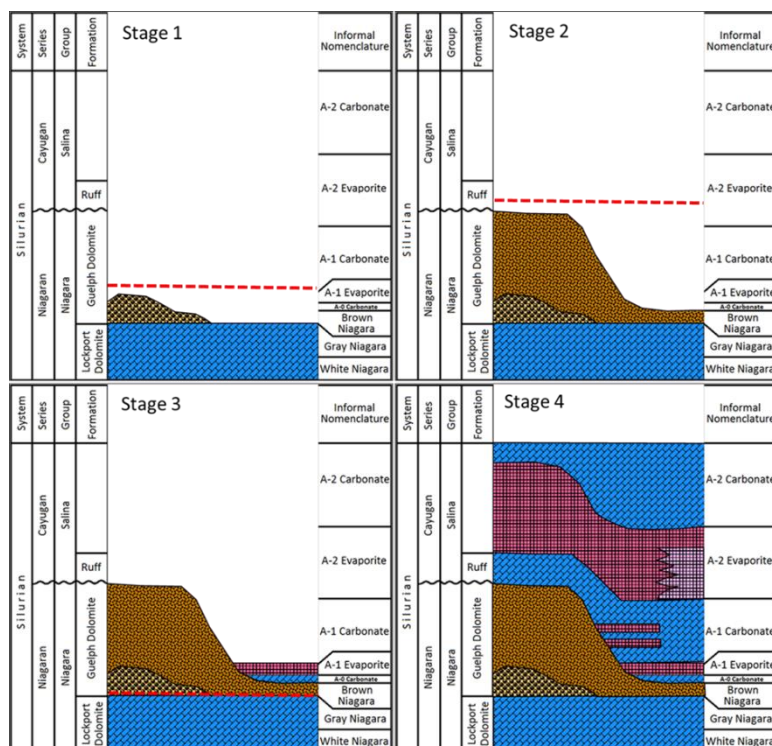 Stage 1
System
Series
Group
Formation
Informal
Nomenclature
Silurian
Cayugan
Niagaran
Salina
Niagara
Ruff
Guelph Dolomite
Lockport
Dolomite
A-2 Carbonate
A-2 Evaporite
A-1 Carbonate
A-1 Evaporite
A-0 Carbonate
Brown
Niagara
Gray Niagara
White Niagara
Stage 2
System
Series
Group
Formation
Informal
Nomenclature
Silurian
Cayugan
Niagaran
Salina
Niagara
Ruff
Guelph Dolomite
Lockport
Dolomite
A-2 Carbonate
A-2 Evaporite
A-1 Carbonate
A-1 Evaporite
A-0 Carbonate
Brown
Niagara
Gray Niagara
White Niagara
Stage 3
System
Series
Group
Formation
Informal
Nomenclature
Silurian
Cayugan
Niagaran
Salina
Niagara
Ruff
Guelph Dolomite
Lockport
Dolomite
A-2 Carbonate
A-2 Evaporite
A-1 Carbonate
A-1 Evaporite
A-0 Carbonate
Brown
Niagara
Gray Niagara
White Niagara
Stage 4
System
Series
Group
Formation
Informal
Nomenclature
Silurian
Cayugan
Niagaran
Salina
Niagara
Ruff
Guelph Dolomite
Lockport
Dolomite
A-2 Carbonate
A-2 Evaporite
A-1 Carbonate
A-1 Evaporite
A-0 Carbonate
Brown
Niagara
Gray Niagara
White Niagara